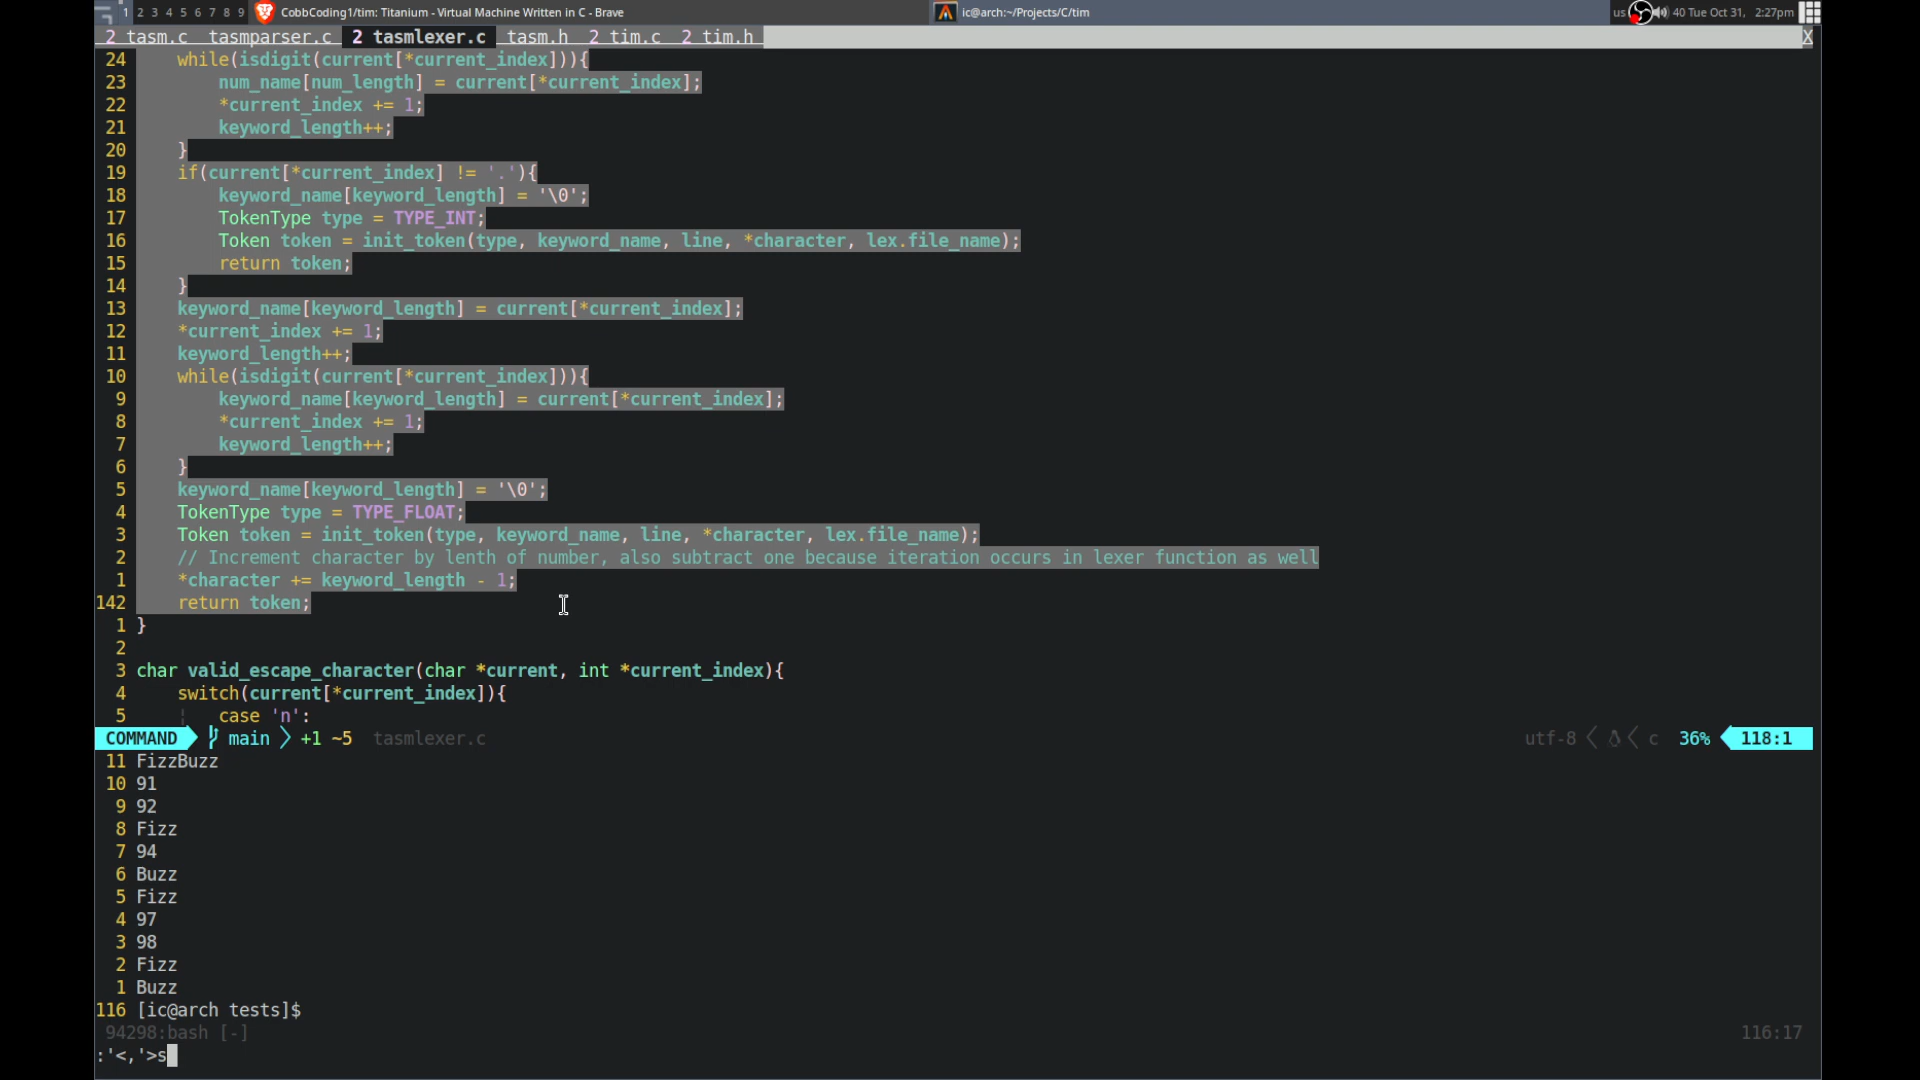 1 2 3 4 5 6 7 8 9 CobbCoding1/tim: Titanium - Virtual Machine Written in C - Brave ic@arch:~/Projects/C/tim us 40 Tue Oct 31, 2:27pm
2 tasm.c tasmparser.c 2 tasmlexer.c tasm.h 2 tim.c 2 tim.h X
24 while(isdigit(current[*current_index])){
23 num_name[num_length] = current[*current_index];
22 *current_index += 1;
21 keyword_length++;
20 }
19 if(current[*current_index] != '.'){
18 keyword_name[keyword_length] = '\0';
17 TokenType type = TYPE_INT;
16 Token token = init_token(type, keyword_name, line, *character, lex.file_name);
15 return token;
14 }
13 keyword_name[keyword_length] = current[*current_index];
12 *current_index += 1;
11 keyword_length++;
10 while(isdigit(current[*current_index])){
9 keyword_name[keyword_length] = current[*current_index];
8 *current_index += 1;
7 keyword_length++;
6 }
5 keyword_name[keyword_length] = '\0';
4 TokenType type = TYPE_FLOAT;
3 Token token = init_token(type, keyword_name, line, *character, lex.file_name);
2 // Increment character by lenth of number, also subtract one because iteration occurs in lexer function as well
1 *character += keyword_length - 1;
142 return token;
1 }
2
3 char valid_escape_character(char *current, int *current_index){
4 switch(current[*current_index]){
5 ¦ case 'n':
COMMAND main +1 ~5 tasmlexer.c utf-8 c 36% 118:1
11 FizzBuzz
10 91
9 92
8 Fizz
7 94
6 Buzz
5 Fizz
4 97
3 98
2 Fizz
1 Buzz
116 [ic@arch tests]$
94298:bash [-] 116:17
:'<,'>s